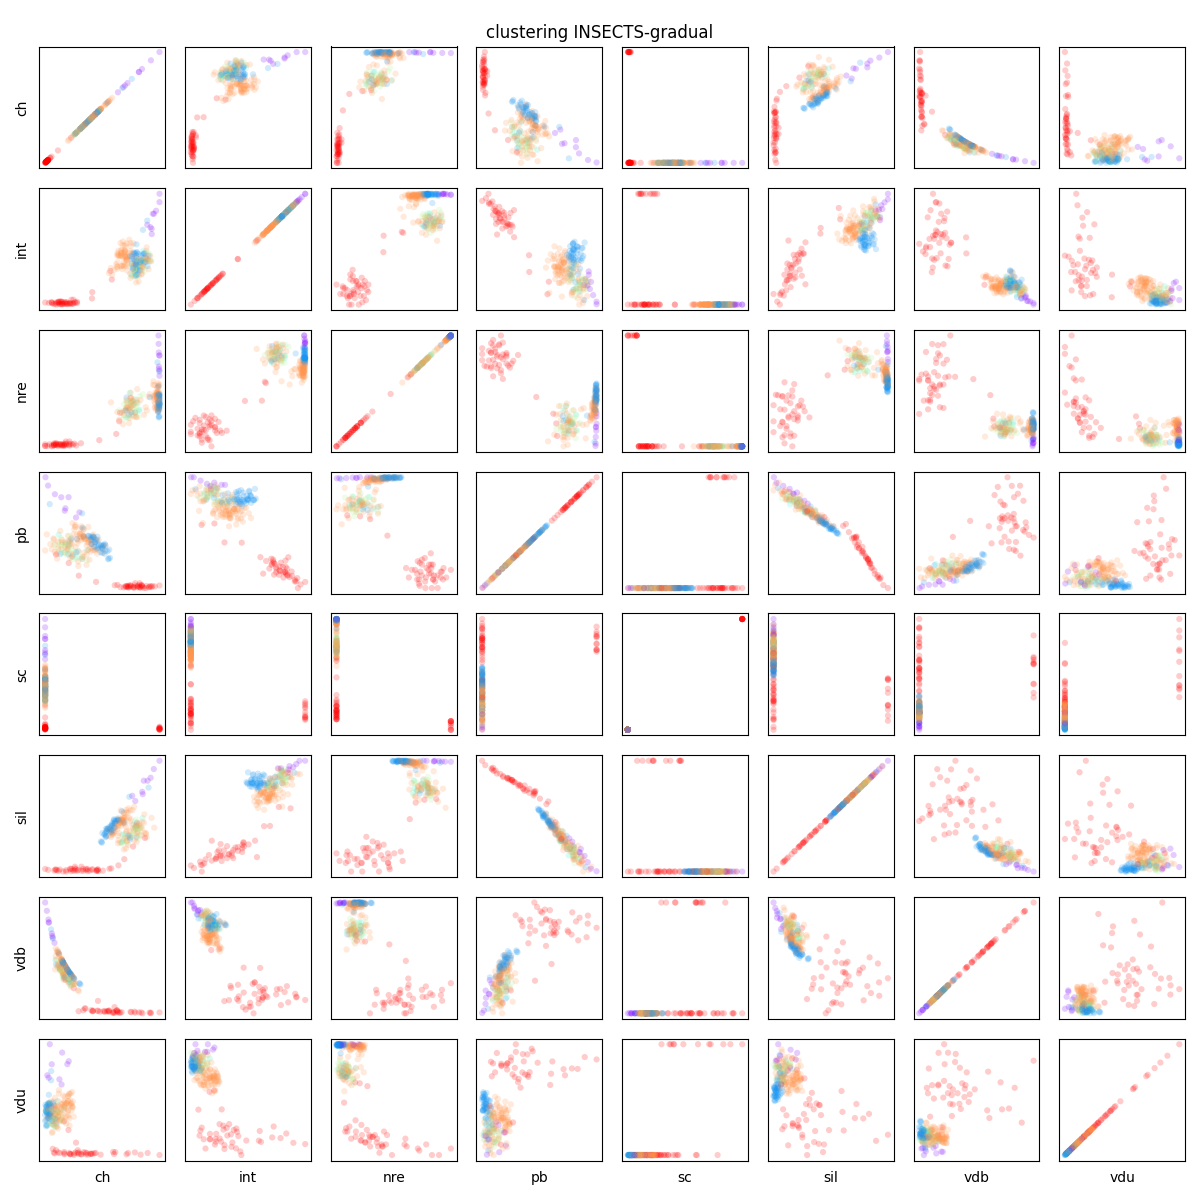 clustering INSECTS-gradual
ch
int
nre
pb
sc
sil
vdb
vdu
ch int nre pb sc sil vdb vdu